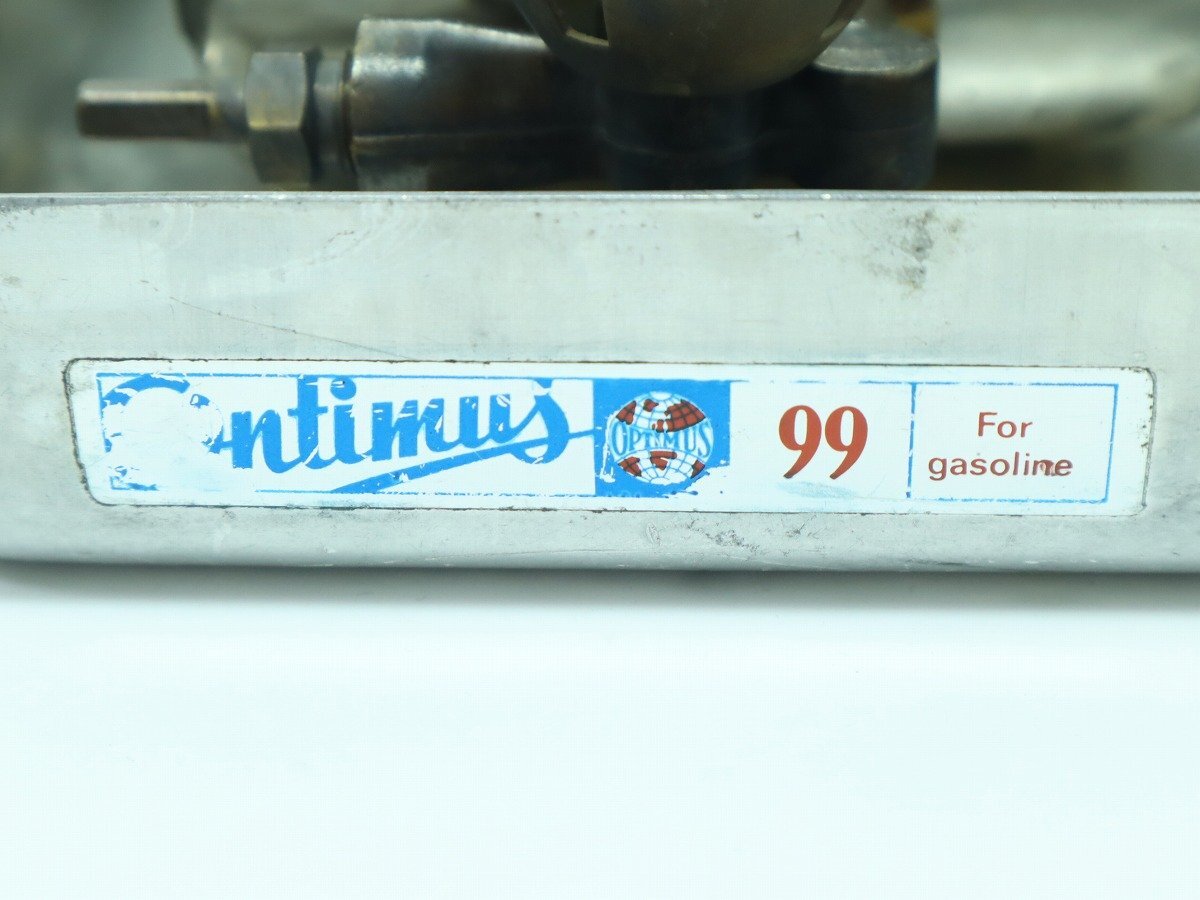 Optimus
OPTIMUS
99
For
gasoline